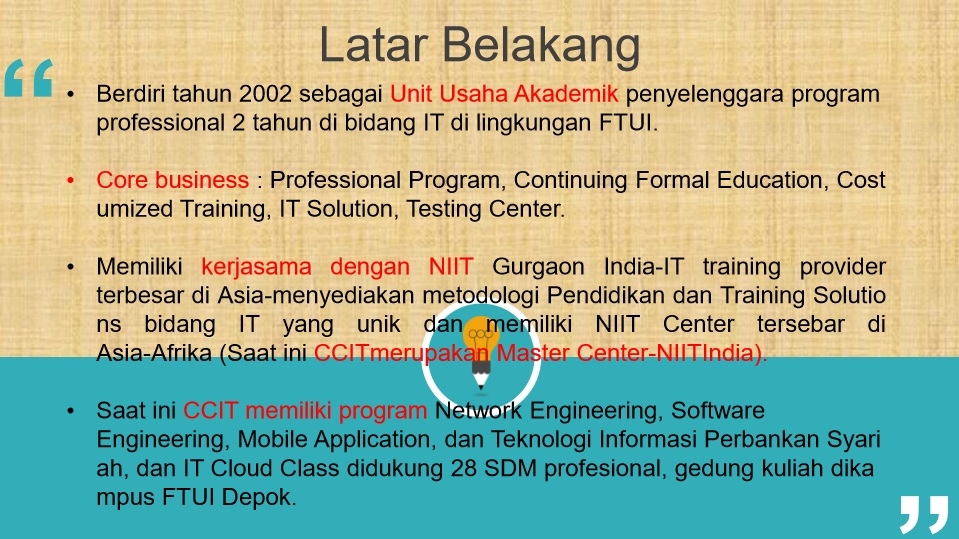 Latar Belakang
“
• Berdiri tahun 2002 sebagai Unit Usaha Akademik penyelenggara program
professional 2 tahun di bidang IT di lingkungan FTUI.
• Core business : Professional Program, Continuing Formal Education, Cost
umized Training, IT Solution, Testing Center.
• Memiliki kerjasama dengan NIIT Gurgaon India-IT training provider
terbesar di Asia-menyediakan metodologi Pendidikan dan Training Solutio
ns bidang IT yang unik dan memiliki NIIT Center tersebar di
Asia-Afrika (Saat ini CCITmerupakan Master Center-NIITIndia).
• Saat ini CCIT memiliki program Network Engineering, Software
Engineering, Mobile Application, dan Teknologi Informasi Perbankan Syari
ah, dan IT Cloud Class didukung 28 SDM profesional, gedung kuliah dika
mpus FTUI Depok.
”